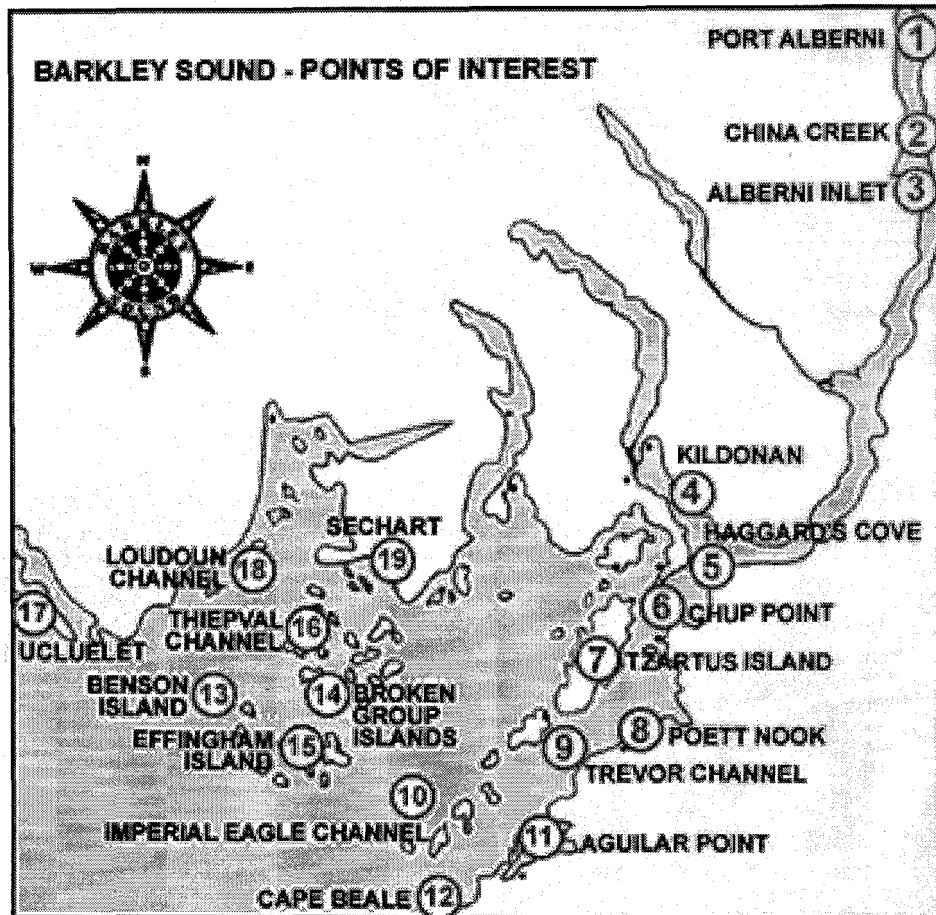 PORT ALBERNI 1
BARKLEY SOUND - POINTS OF INTEREST
CHINA CREEK 2
ALBERNI INLET 3
N
W
E
S
KILDONAN
4
HAGGARD'S COVE
5
SECHART
19
LOUDOUN
CHANNEL 18
6 CHUP POINT
17
UCLUELET
THIEPVAL
CHANNEL 16
7 TZARTUS ISLAND
BENSON
ISLAND 13
14 BROKEN
GROUP
ISLANDS
EFFINGHAM
ISLAND 15
8 POETT NOOK
9
TREVOR CHANNEL
10
IMPERIAL EAGLE CHANNEL
11 AGUILAR POINT
CAPE BEALE 12